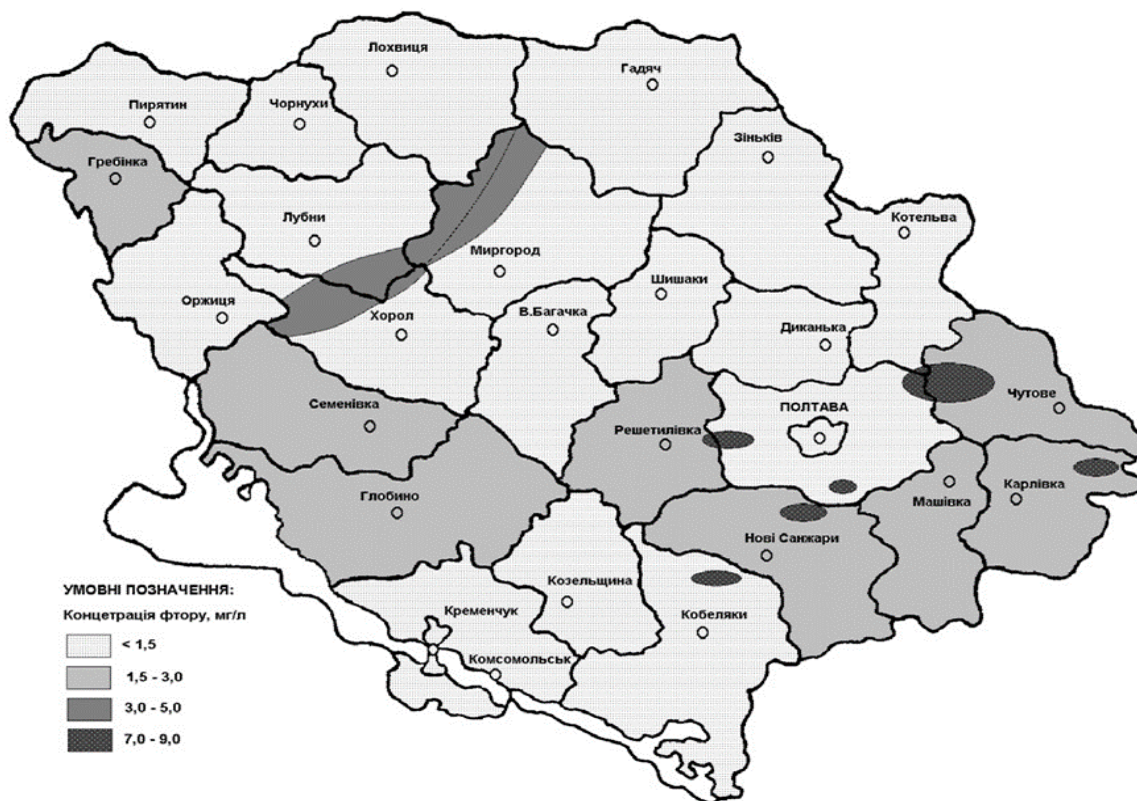 Лохвиця
Гадяч
Пирятин
Чорнухи
Зіньків
Гребінка
Котельва
Лубни
Миргород
Шишаки
Оржиця
Хорол
В.Багачка
Диканька
Чутове
Семенівка
ПОЛТАВА
Решетилівка
Карлівка
Глобино
Машівка
Нові Санжари
УМОВНІ ПОЗНАЧЕННЯ:
Концетрація фтору, мг/л
< 1,5
1,5 - 3,0
3,0 - 5,0
7,0 - 9,0
Козельщина
Кременчук
Кобеляки
Комсомольськ